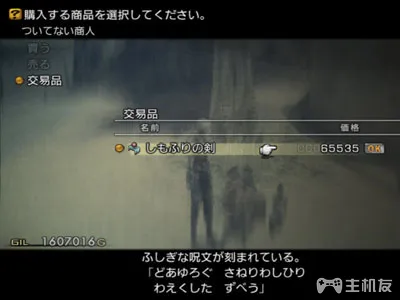 購入する商品を選択してください。
ついてない商人
買う
売る
交易品
交易品
名前 価格
しもふりの剣 65535 OK
GIL 1607016G
ふしぎな呪文が刻まれている。
「どあゆろぐ さねりわしひり
わえくした ずべう」
主机友